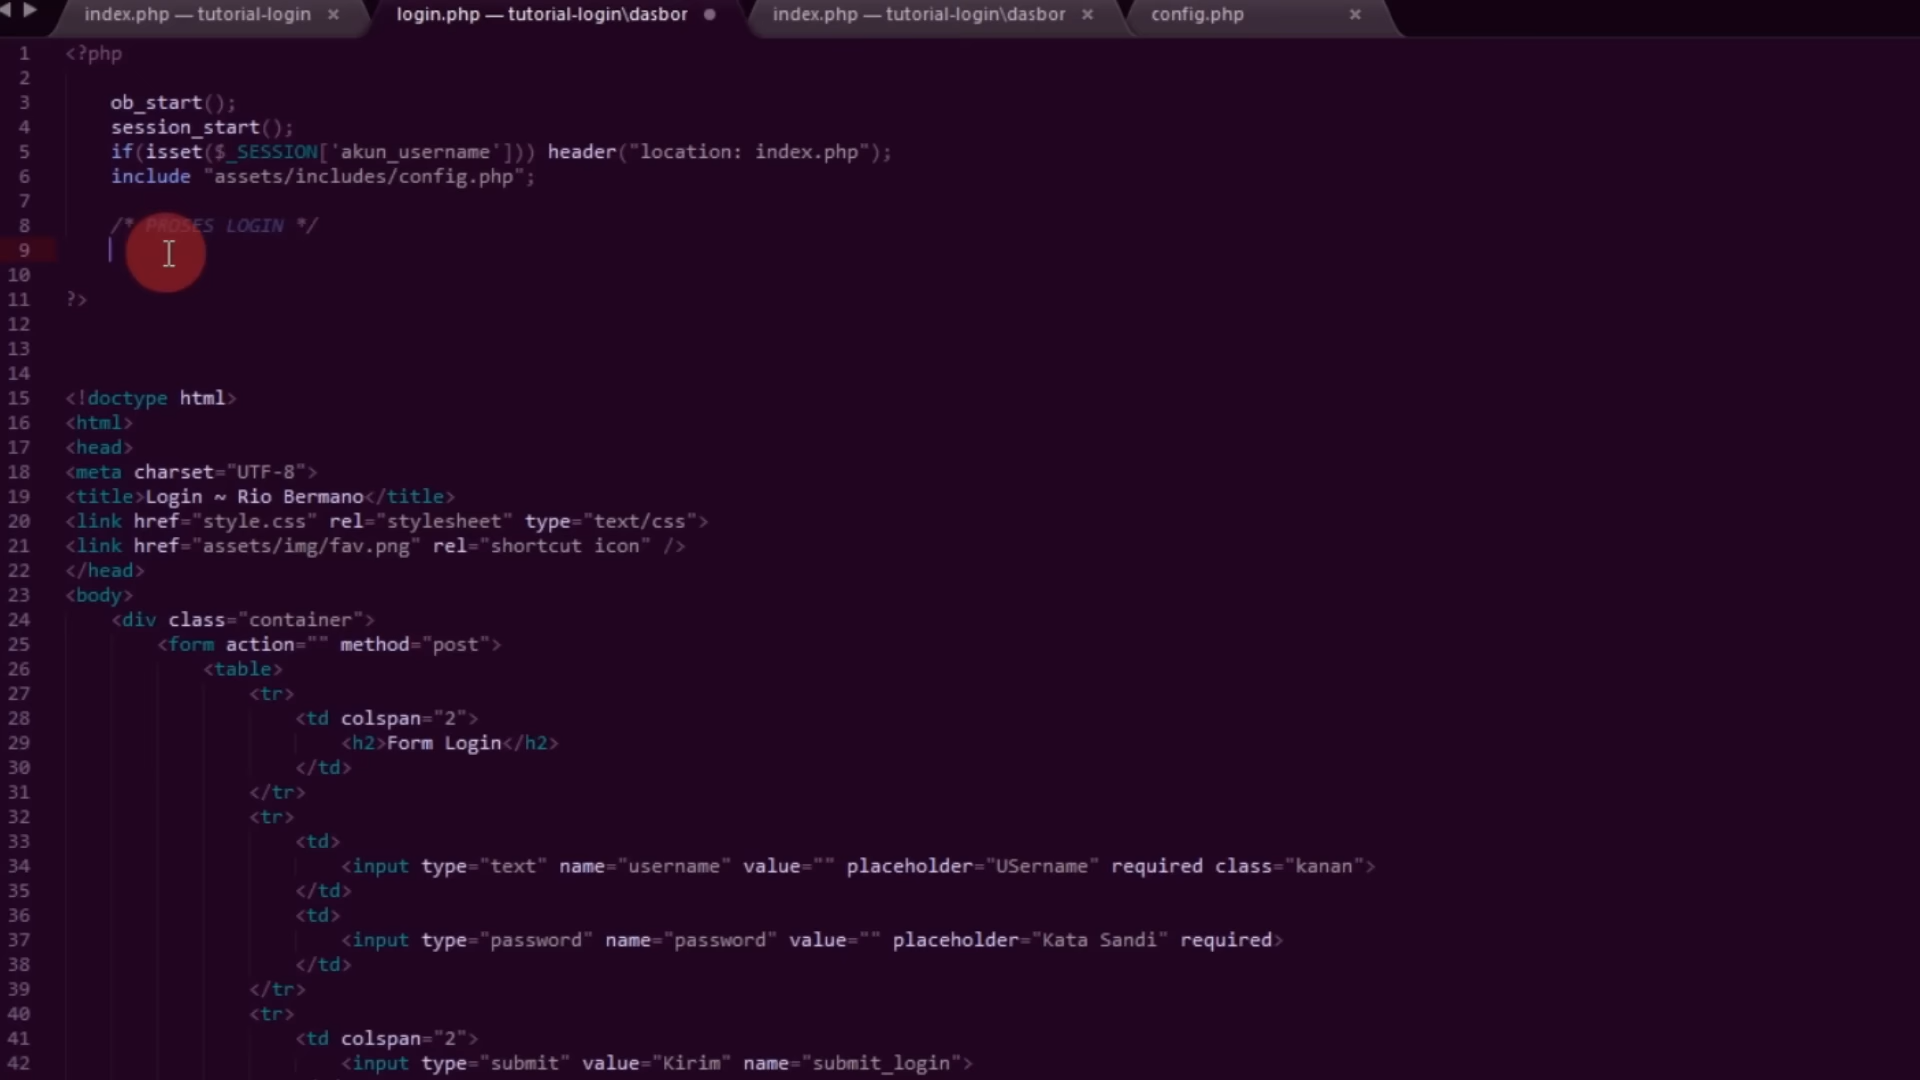 index.php — tutorial-login ×
login.php — tutorial-login\dasbor
index.php — tutorial-login\dasbor ×
config.php ×
1 <?php
2
3 ob_start();
4 session_start();
5 if(isset($_SESSION['akun_username'])) header("location: index.php");
6 include "assets/includes/config.php";
7
8 /* PROSES LOGIN */
9
10
11 ?>
12
13
14
15 <!doctype html>
16 <html>
17 <head>
18 <meta charset="UTF-8">
19 <title>Login ~ Rio Bermano</title>
20 <link href="style.css" rel="stylesheet" type="text/css">
21 <link href="assets/img/fav.png" rel="shortcut icon" />
22 </head>
23 <body>
24 <div class="container">
25 <form action="" method="post">
26 <table>
27 <tr>
28 <td colspan="2">
29 <h2>Form Login</h2>
30 </td>
31 </tr>
32 <tr>
33 <td>
34 <input type="text" name="username" value="" placeholder="USername" required class="kanan">
35 </td>
36 <td>
37 <input type="password" name="password" value="" placeholder="Kata Sandi" required>
38 </td>
39 </tr>
40 <tr>
41 <td colspan="2">
42 <input type="submit" value="Kirim" name="submit_login">